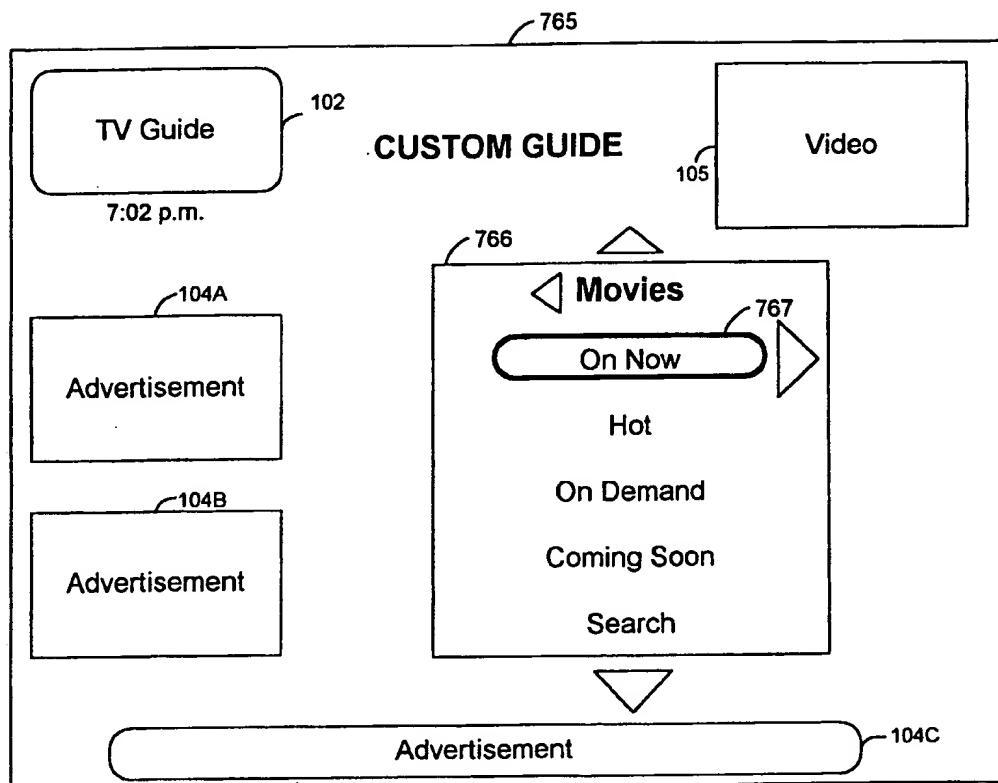 765
TV Guide
102
CUSTOM GUIDE
105
Video
7:02 p.m.
766
Movies
767
On Now
104A
Advertisement
Hot
On Demand
104B
Advertisement
Coming Soon
Search
Advertisement
104C